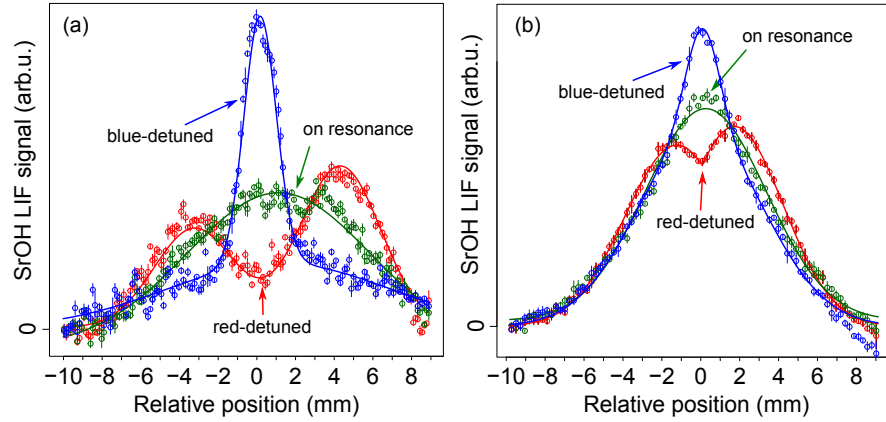 (a)
SrOH LIF signal (arb.u.)
blue-detuned
on resonance
red-detuned
0
−10 −8 −6 −4 −2 0 2 4 6 8
Relative position (mm)
(b)
SrOH LIF signal (arb.u.)
blue-detuned
on resonance
red-detuned
0
−10 −8 −6 −4 −2 0 2 4 6 8
Relative position (mm)